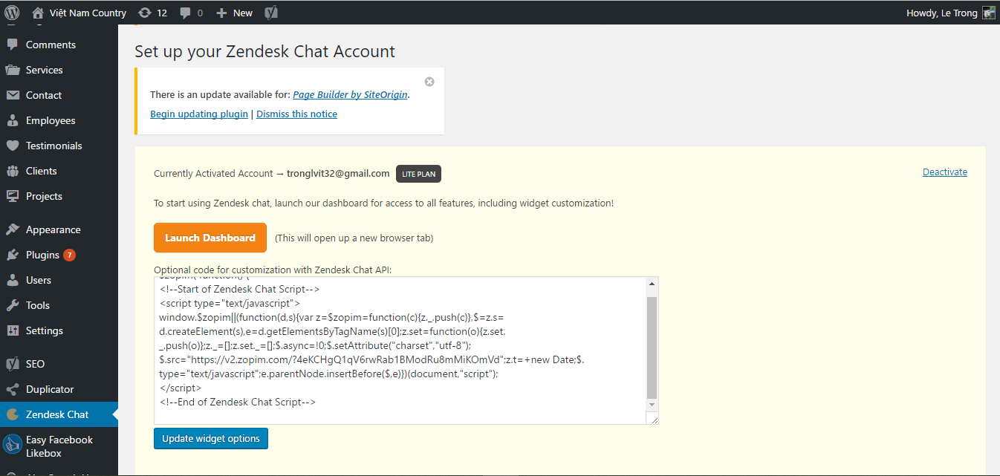 Việt Nam Country
12
0
New
Howdy, Le Trong
Comments
Services
Contact
Employees
Testimonials
Clients
Projects
Appearance
Plugins 7
Users
Tools
Settings
SEO
Duplicator
Zendesk Chat
Easy Facebook
Likebox
Set up your Zendesk Chat Account
There is an update available for: Page Builder by SiteOrigin.
Begin updating plugin | Dismiss this notice
Currently Activated Account → tronglvit32@gmail.com LITE PLAN
Deactivate
To start using Zendesk chat, launch our dashboard for access to all features, including widget customization!
Launch Dashboard (This will open up a new browser tab)
Optional code for customization with Zendesk Chat API:
$zopim( function() {
<!--Start of Zendesk Chat Script-->
<script type="text/javascript">
window.$zopim||(function(d,s){var z=$zopim=function(c){z._.push(c)},$=z.s=
d.createElement(s),e=d.getElementsByTagName(s)[0];z.set=function(o){z.set.
_.push(o)};z._=[];z.set._=[];$.async=!0;$.setAttribute("charset","utf-8");
$.src="https://v2.zopim.com/?4eKCHgQ1qV6rwRab1BModRu8mMiKOmVd";z.t=+new Date;$.
type="text/javascript";e.parentNode.insertBefore($,e)})(document,"script");
</script>
<!--End of Zendesk Chat Script-->
Update widget options